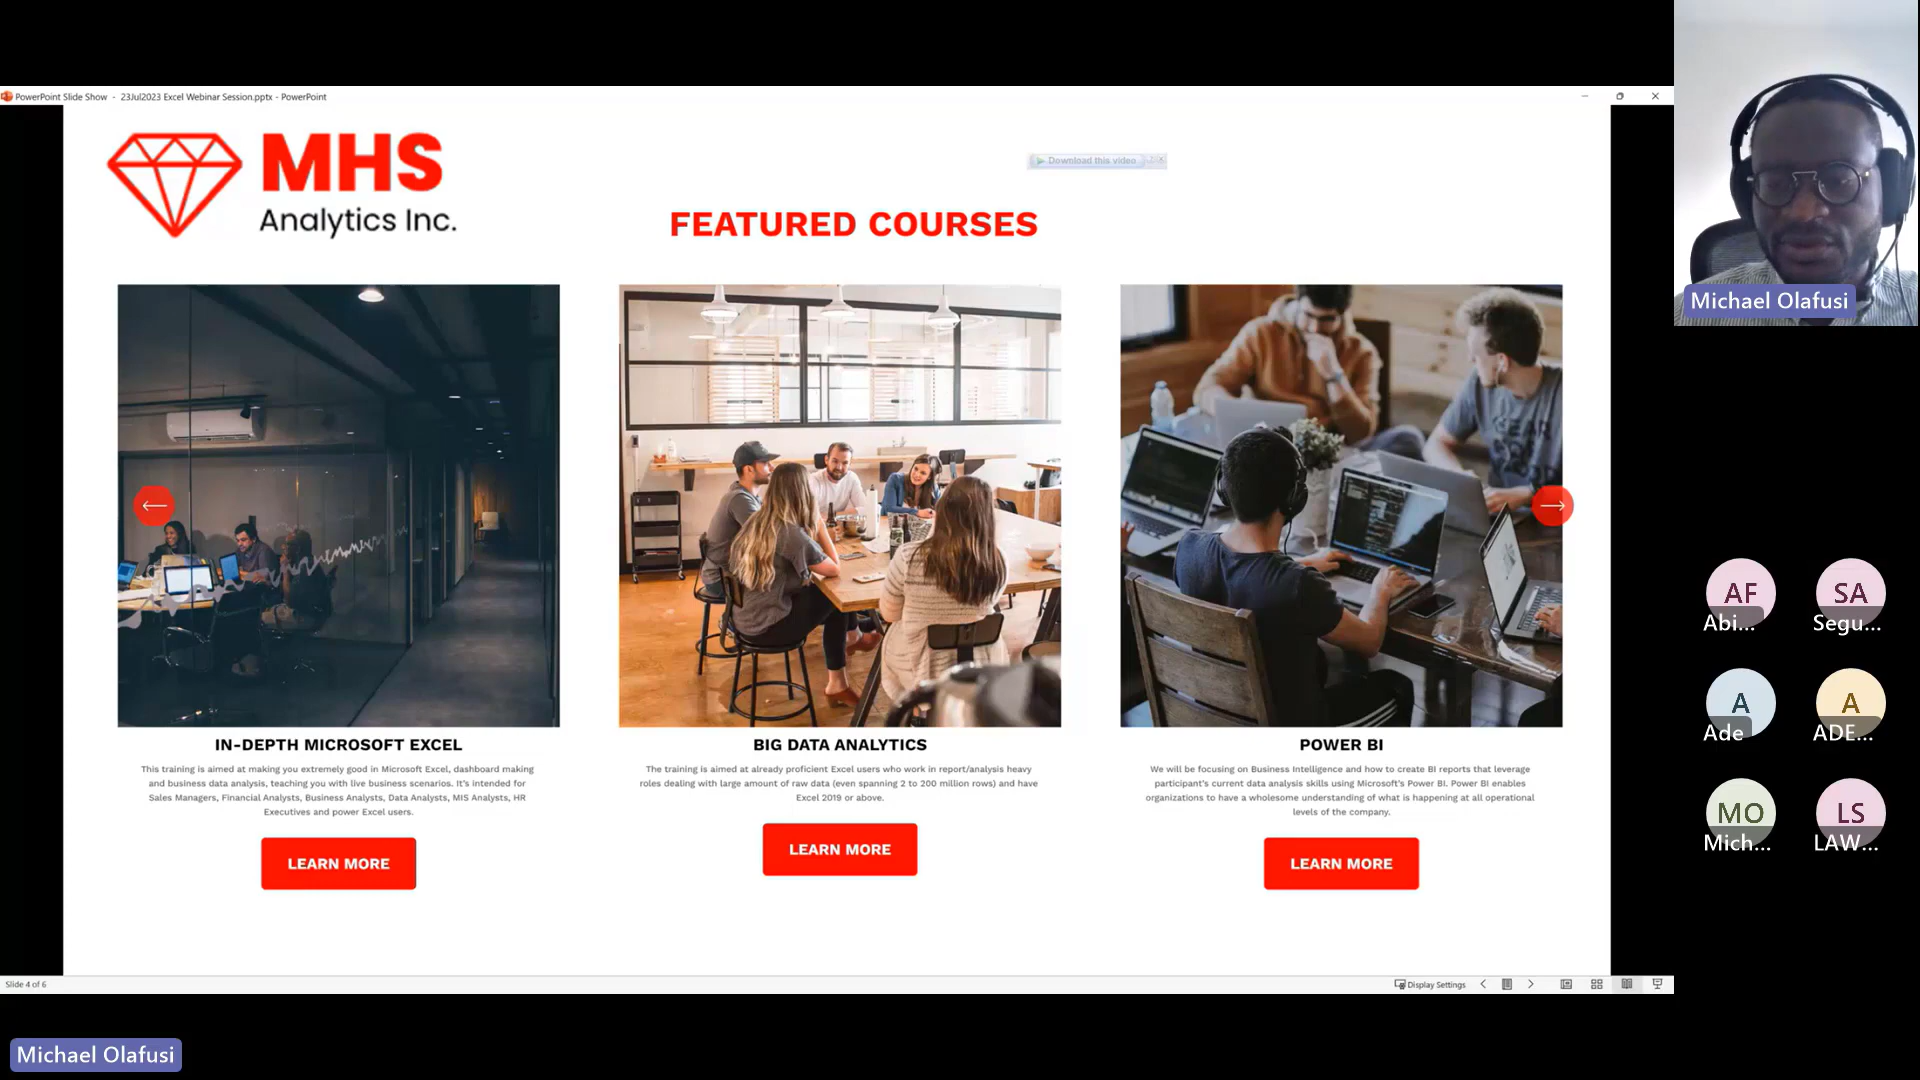 PowerPoint Slide Show - 23Jul2023 Excel Webinar Session.pptx - PowerPoint
MHS
Analytics Inc.
Download this video
FEATURED COURSES
IN-DEPTH MICROSOFT EXCEL
This training is aimed at making you extremely good in Microsoft Excel, dashboard making
and business data analysis, teaching you with live business scenarios. It's intended for
Sales Managers, Financial Analysts, Business Analysts, Data Analysts, MIS Analysts, HR
Executives and power Excel users.
LEARN MORE
BIG DATA ANALYTICS
The training is aimed at already proficient Excel users who work in report/analysis heavy
roles dealing with large amount of raw data (even spanning 2 to 200 million rows) and have
Excel 2019 or above.
LEARN MORE
POWER BI
We will be focusing on Business Intelligence and how to create BI reports that leverage
participant's current data analysis skills using Microsoft's Power BI. Power BI enables
organizations to have a wholesome understanding of what is happening at all operational
levels of the company.
LEARN MORE
Slide 4 of 6
Display Settings
Michael Olafusi
Michael Olafusi
AF
Abi...
SA
Segu...
A
Ade
A
ADE...
MO
Mich...
LS
LAW...